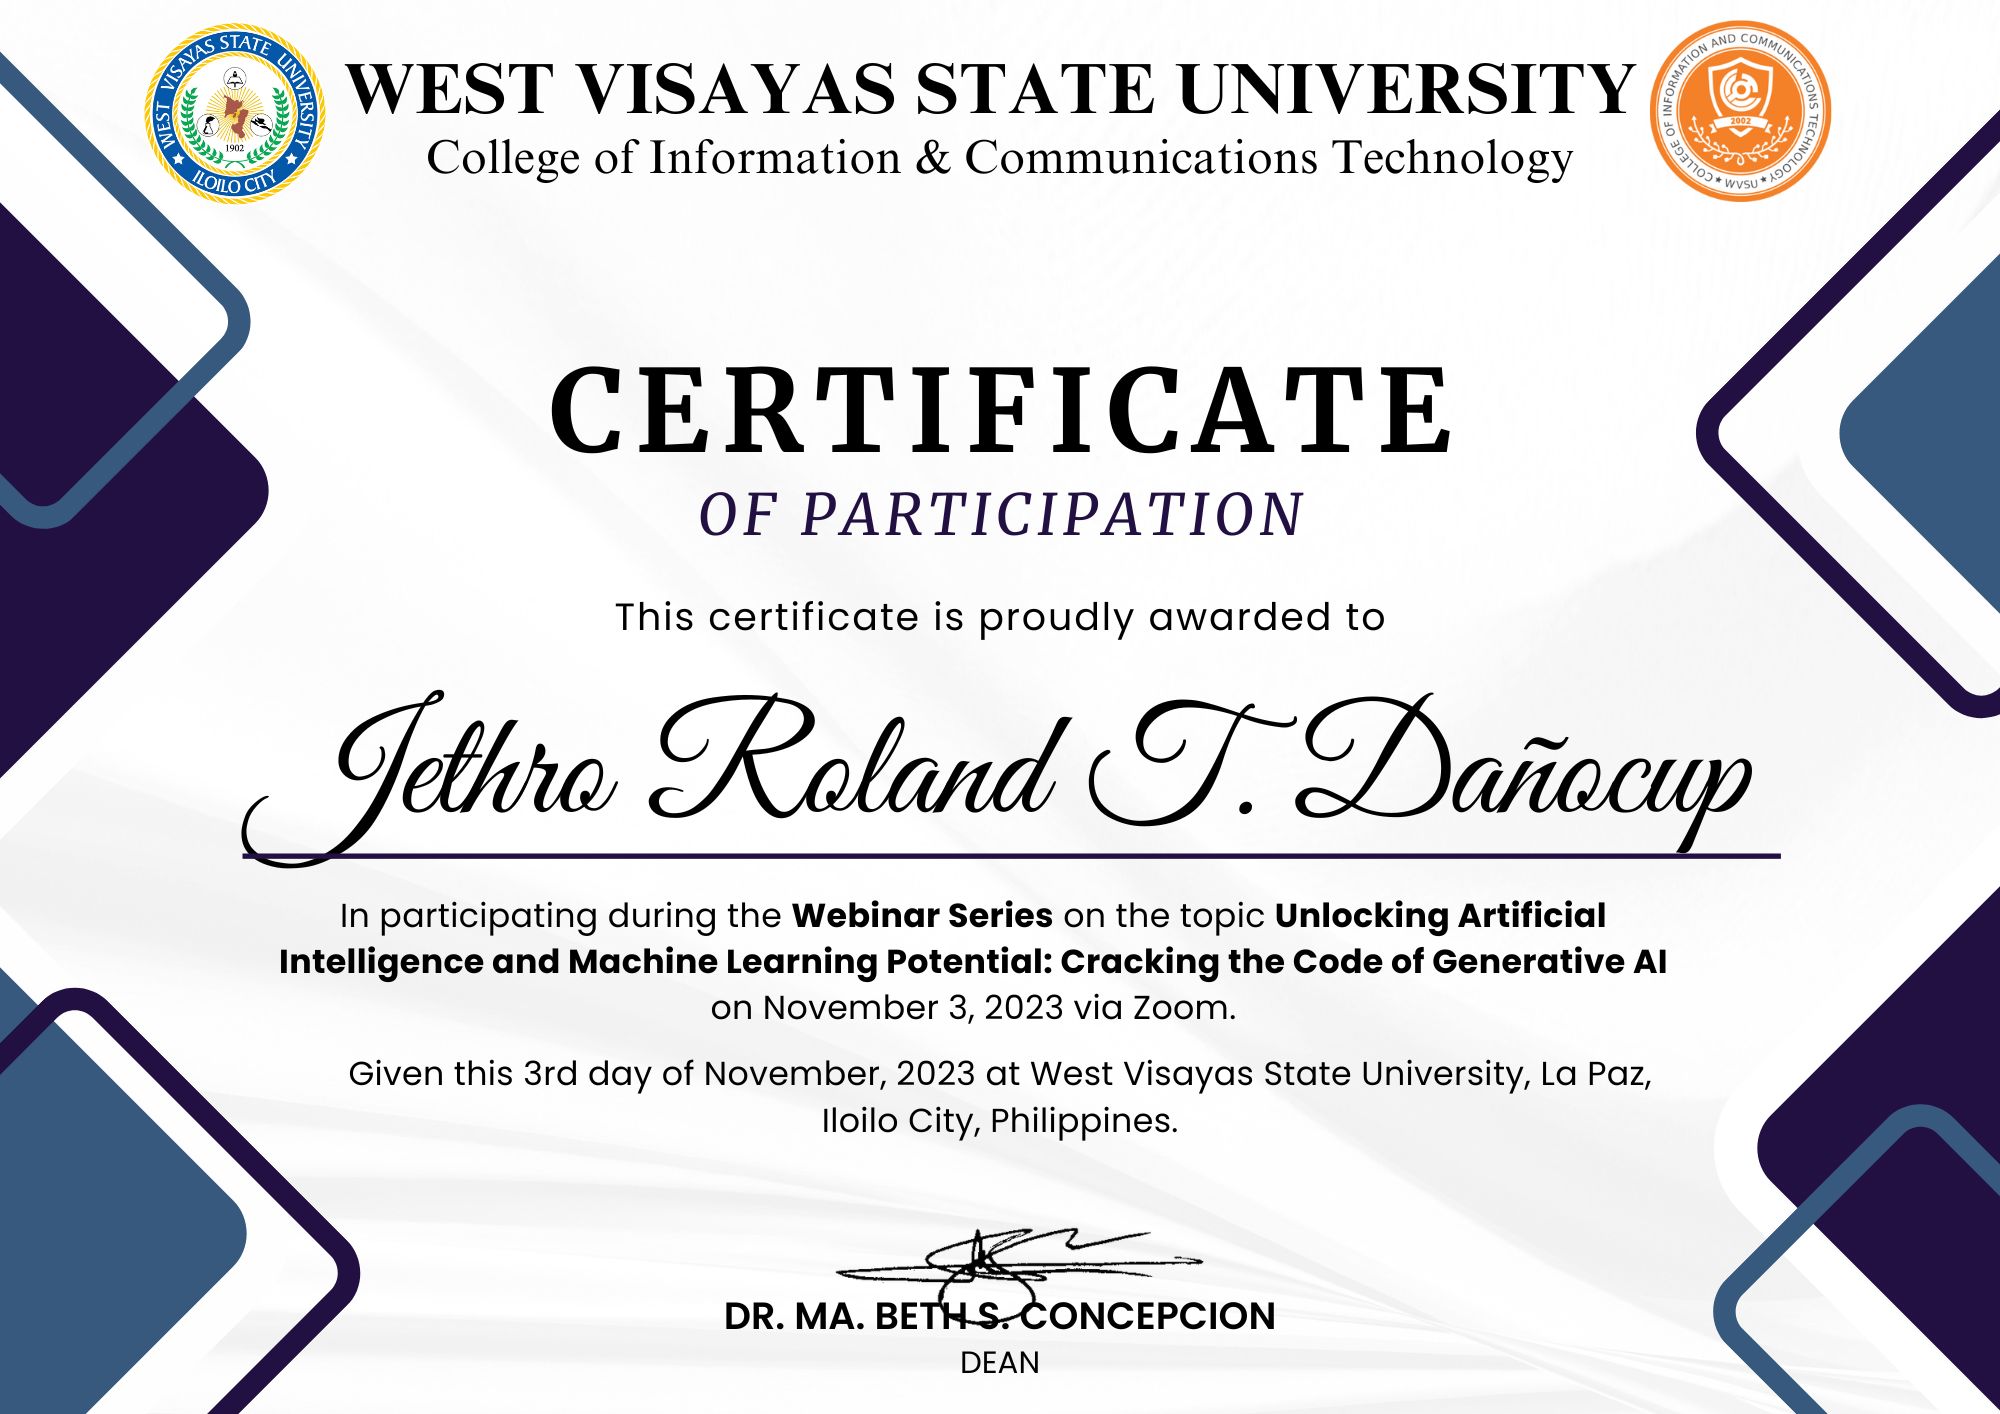 WEST VISAYAS STATE UNIVERSITY
ILOILO CITY
1902
WEST VISAYAS STATE UNIVERSITY
College of Information & Communications Technology
COLLEGE OF INFORMATION AND COMMUNICATIONS TECHNOLOGY
WVSU
2002
CERTIFICATE
OF PARTICIPATION
This certificate is proudly awarded to
Jethro Roland T. Dañocup
In participating during the Webinar Series on the topic Unlocking Artificial
Intelligence and Machine Learning Potential: Cracking the Code of Generative AI
on November 3, 2023 via Zoom.
Given this 3rd day of November, 2023 at West Visayas State University, La Paz,
Iloilo City, Philippines.
DR. MA. BETH S. CONCEPCION
DEAN